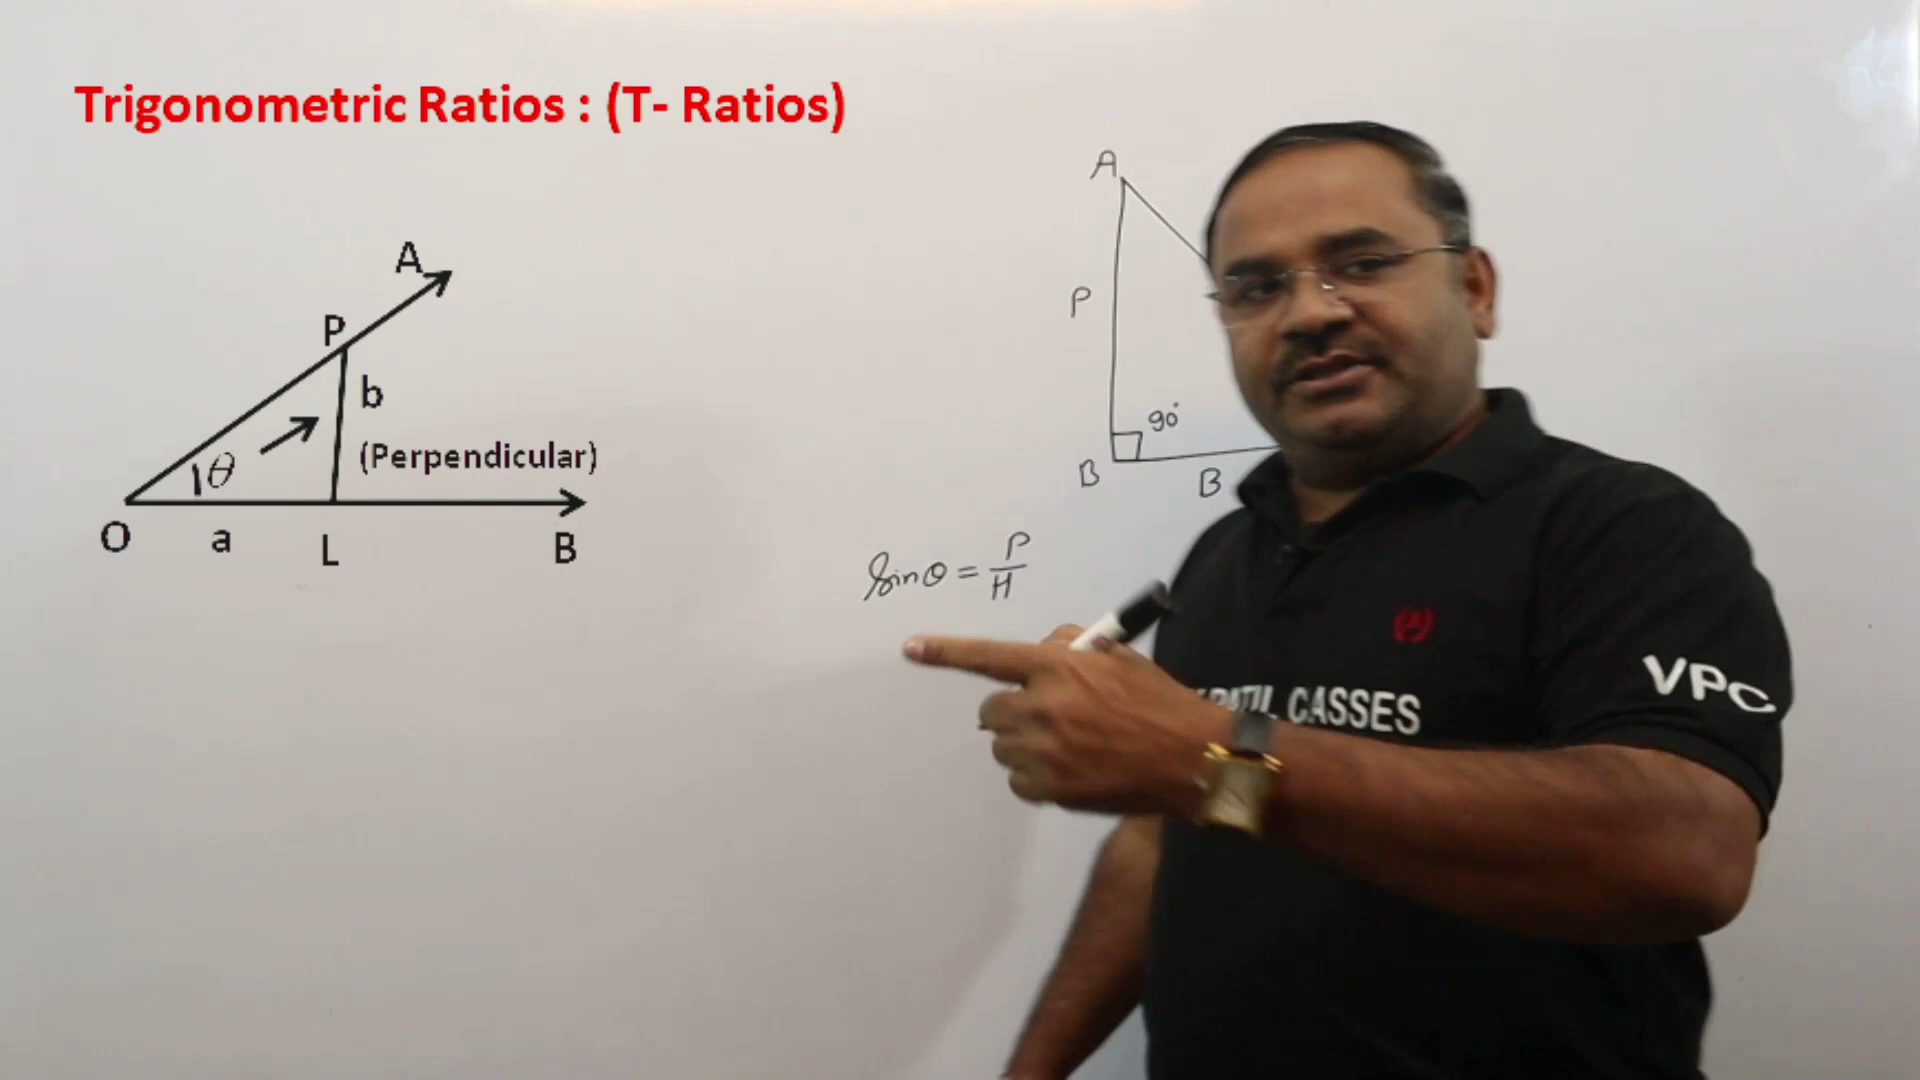 Trigonometric Ratios : (T- Ratios)
A
P
b
(Perpendicular)
θ
O
a
L
B
A
P
90°
B
B
Sinθ = P/H
CASSES
VPC